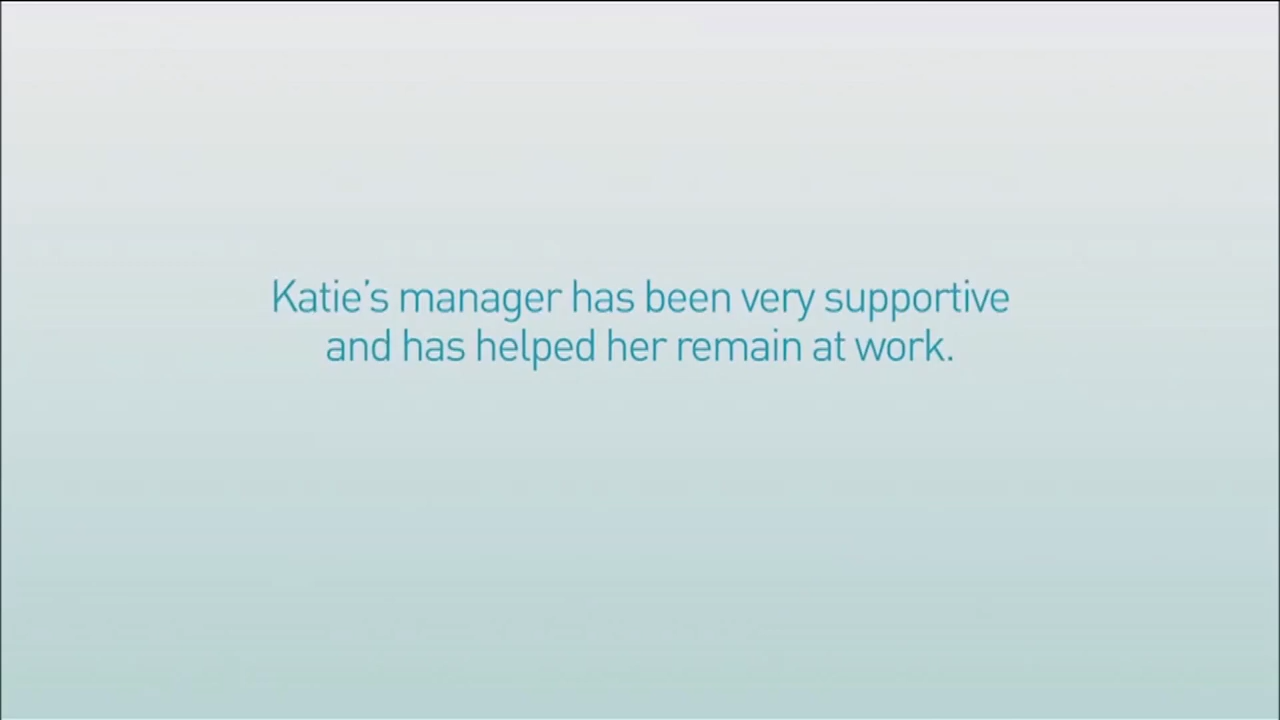 Katie’s manager has been very supportive
and has helped her remain at work.